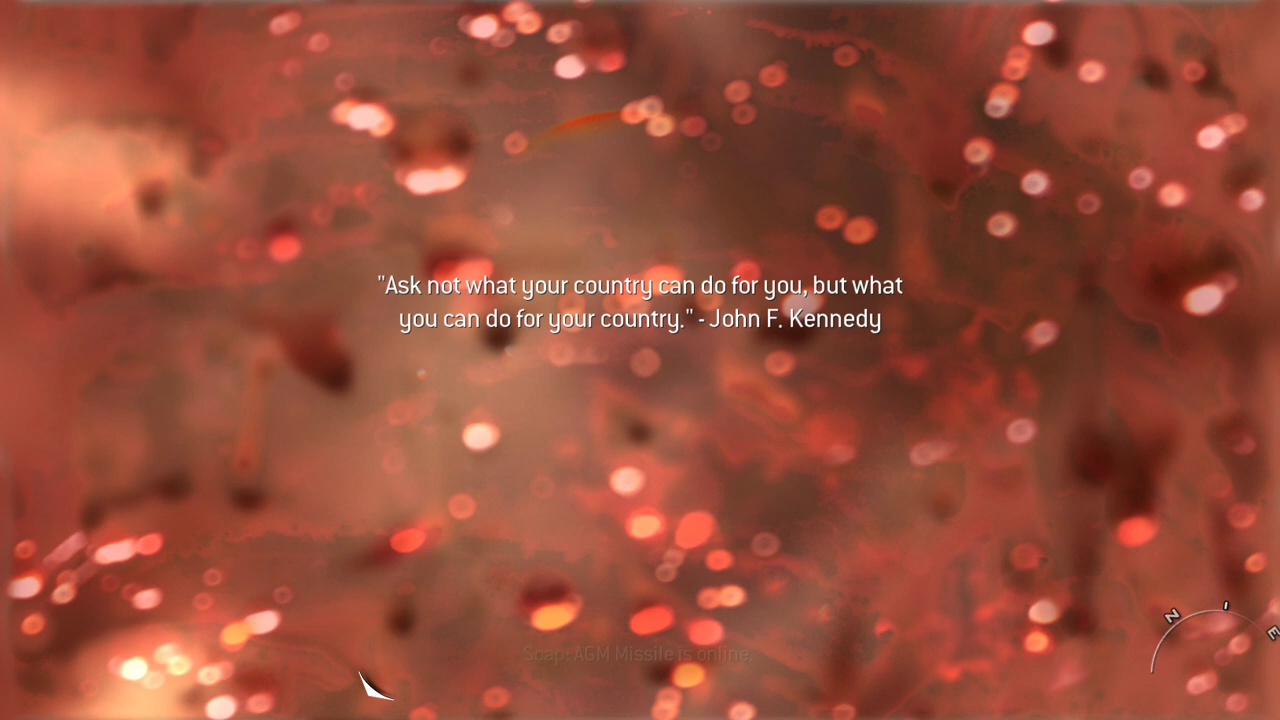 "Ask not what your country can do for you, but what
you can do for your country." - John F. Kennedy
Soap: AGM Missile is online.
N
E